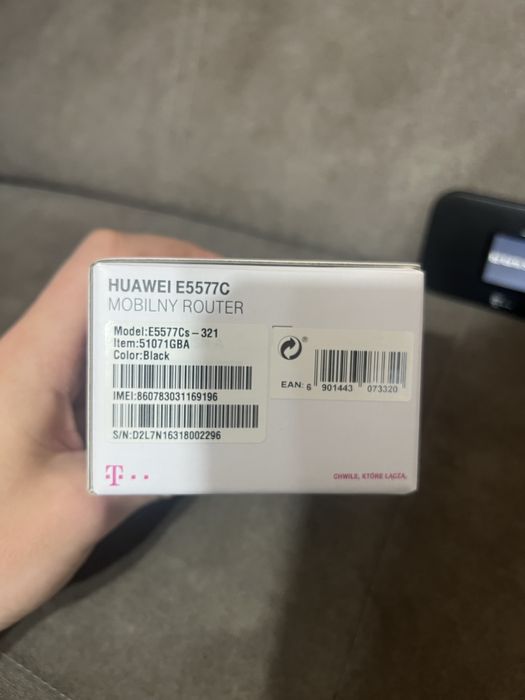 HUAWEI E5577C
MOBILNY ROUTER
Model:E5577Cs-321
Item:51071GBA
Color:Black
IMEI:860783031169196
S/N:D2L7N16318002296
®
EAN: 6 901443 073320
T
CHWILE, KTÓRE ŁĄCZĄ.